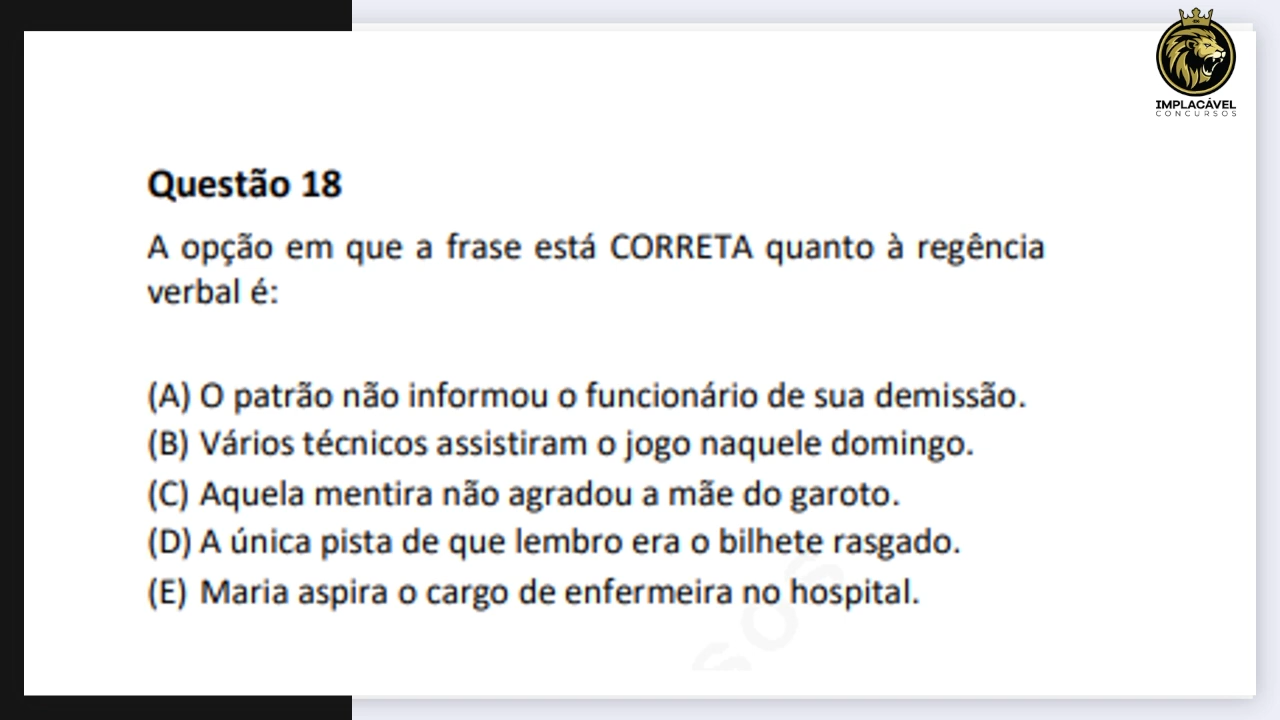 IMPLACÁVEL
CONCURSOS
Questão 18
A opção em que a frase está CORRETA quanto à regência
verbal é:
(A) O patrão não informou o funcionário de sua demissão.
(B) Vários técnicos assistiram o jogo naquele domingo.
(C) Aquela mentira não agradou a mãe do garoto.
(D) A única pista de que lembro era o bilhete rasgado.
(E) Maria aspira o cargo de enfermeira no hospital.